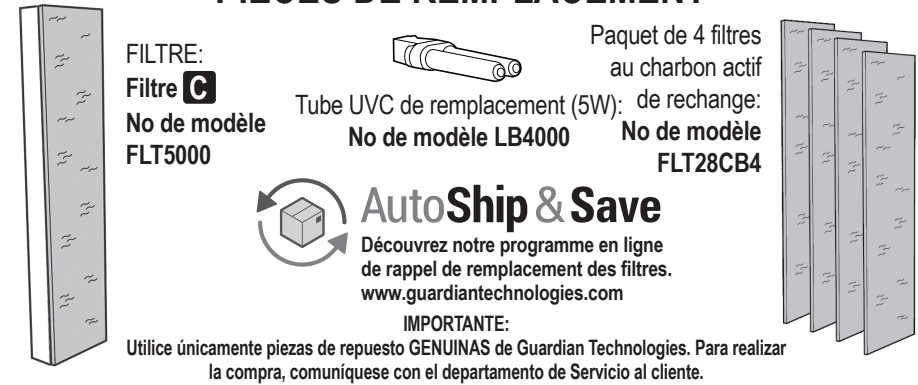 PIÈCES DE REMPLACEMENT
FILTRE:
Filtre C
No de modèle
FLT5000
Tube UVC de remplacement (5W):
No de modèle LB4000
Paquet de 4 filtres
au charbon actif
de rechange:
No de modèle
FLT28CB4
AutoShip & Save
Découvrez notre programme en ligne
de rappel de remplacement des filtres.
www.guardiantechnologies.com
IMPORTANTE:
Utilice únicamente piezas de repuesto GENUINAS de Guardian Technologies. Para realizar
la compra, comuníquese con el departamento de Servicio al cliente.